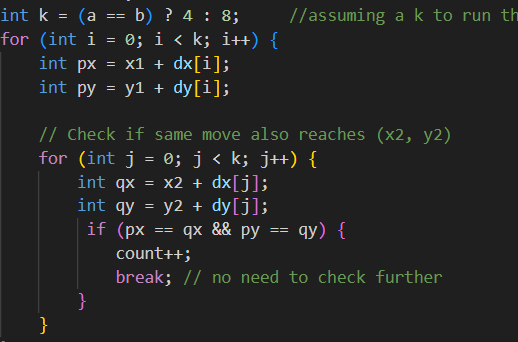 int k = (a == b) ? 4 : 8;     //assuming a k to run
for (int i = 0; i < k; i++) {
    int px = x1 + dx[i];
    int py = y1 + dy[i];

    // Check if same move also reaches (x2, y2)
    for (int j = 0; j < k; j++) {
        int qx = x2 + dx[j];
        int qy = y2 + dy[j];
         if (px == qx && py == qy) {
            count++;
            break; // no need to check further
        }
    }